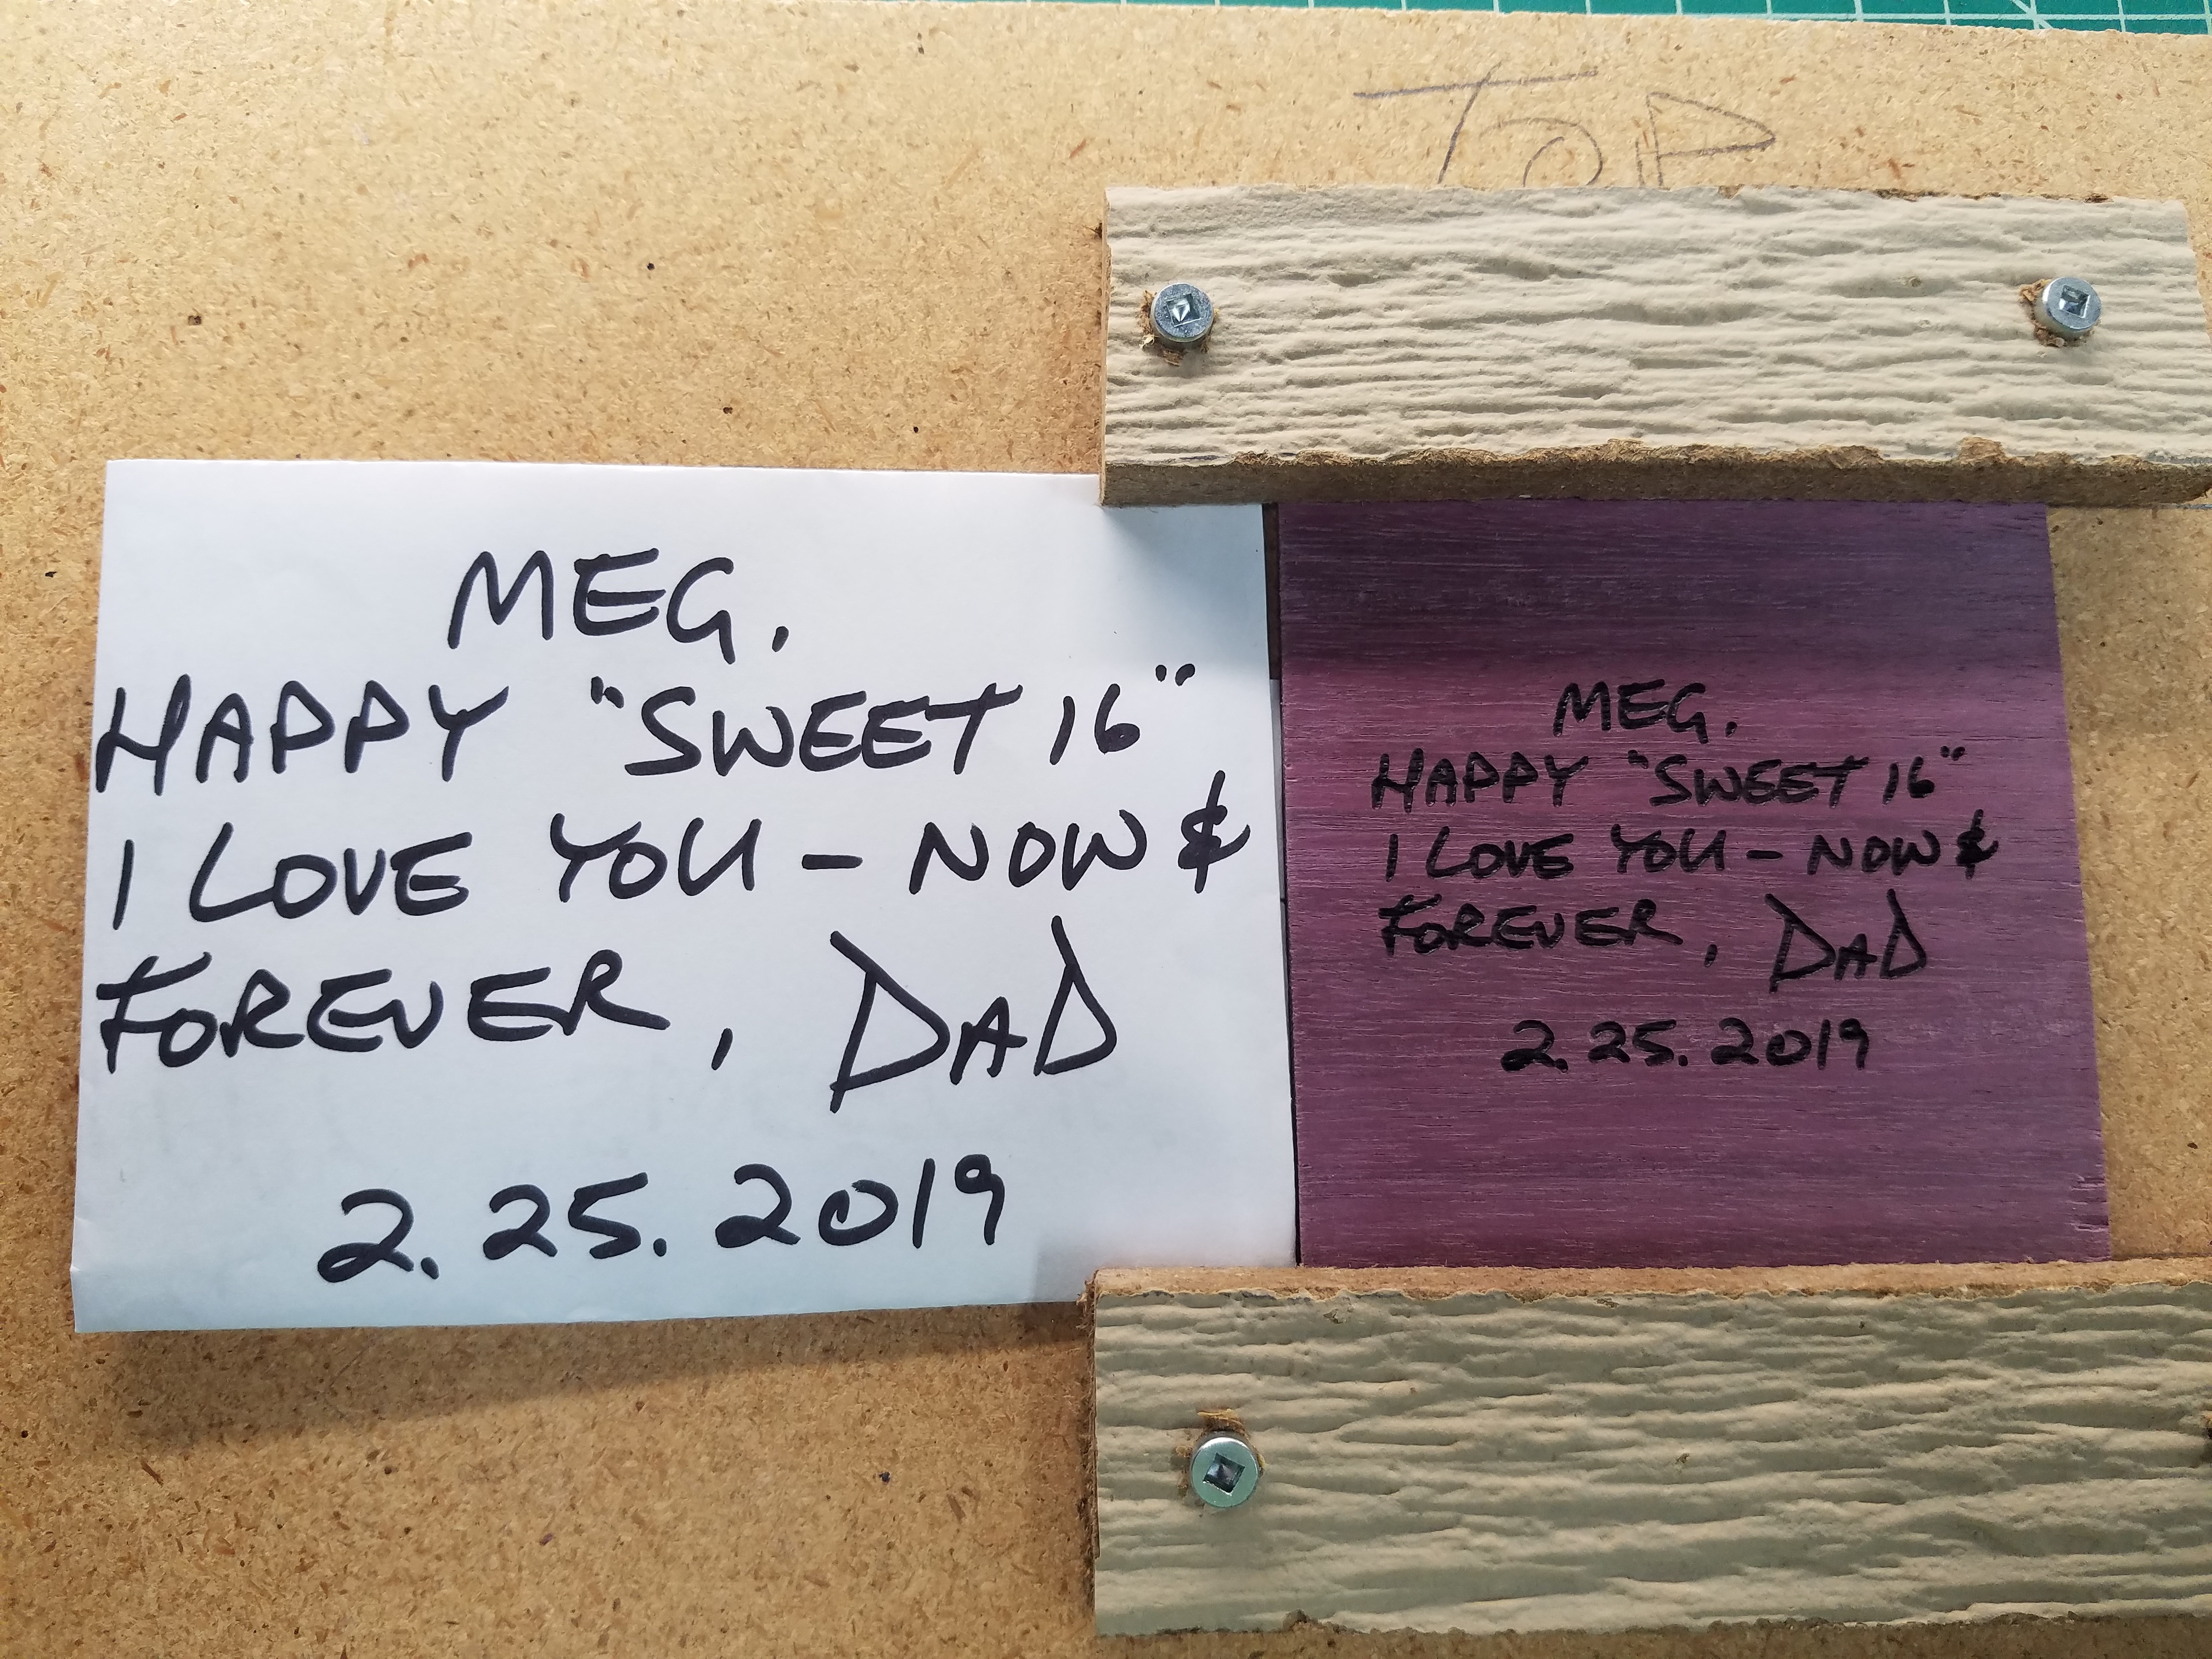 TOP
MEG.
HAPPY "SWEET 16"
I LOVE YOU - NOW &
FOREVER, DAD
2.25.2019
MEG.
HAPPY "SWEET 16"
I LOVE YOU - NOW &
FOREVER, DAD
2.25.2019